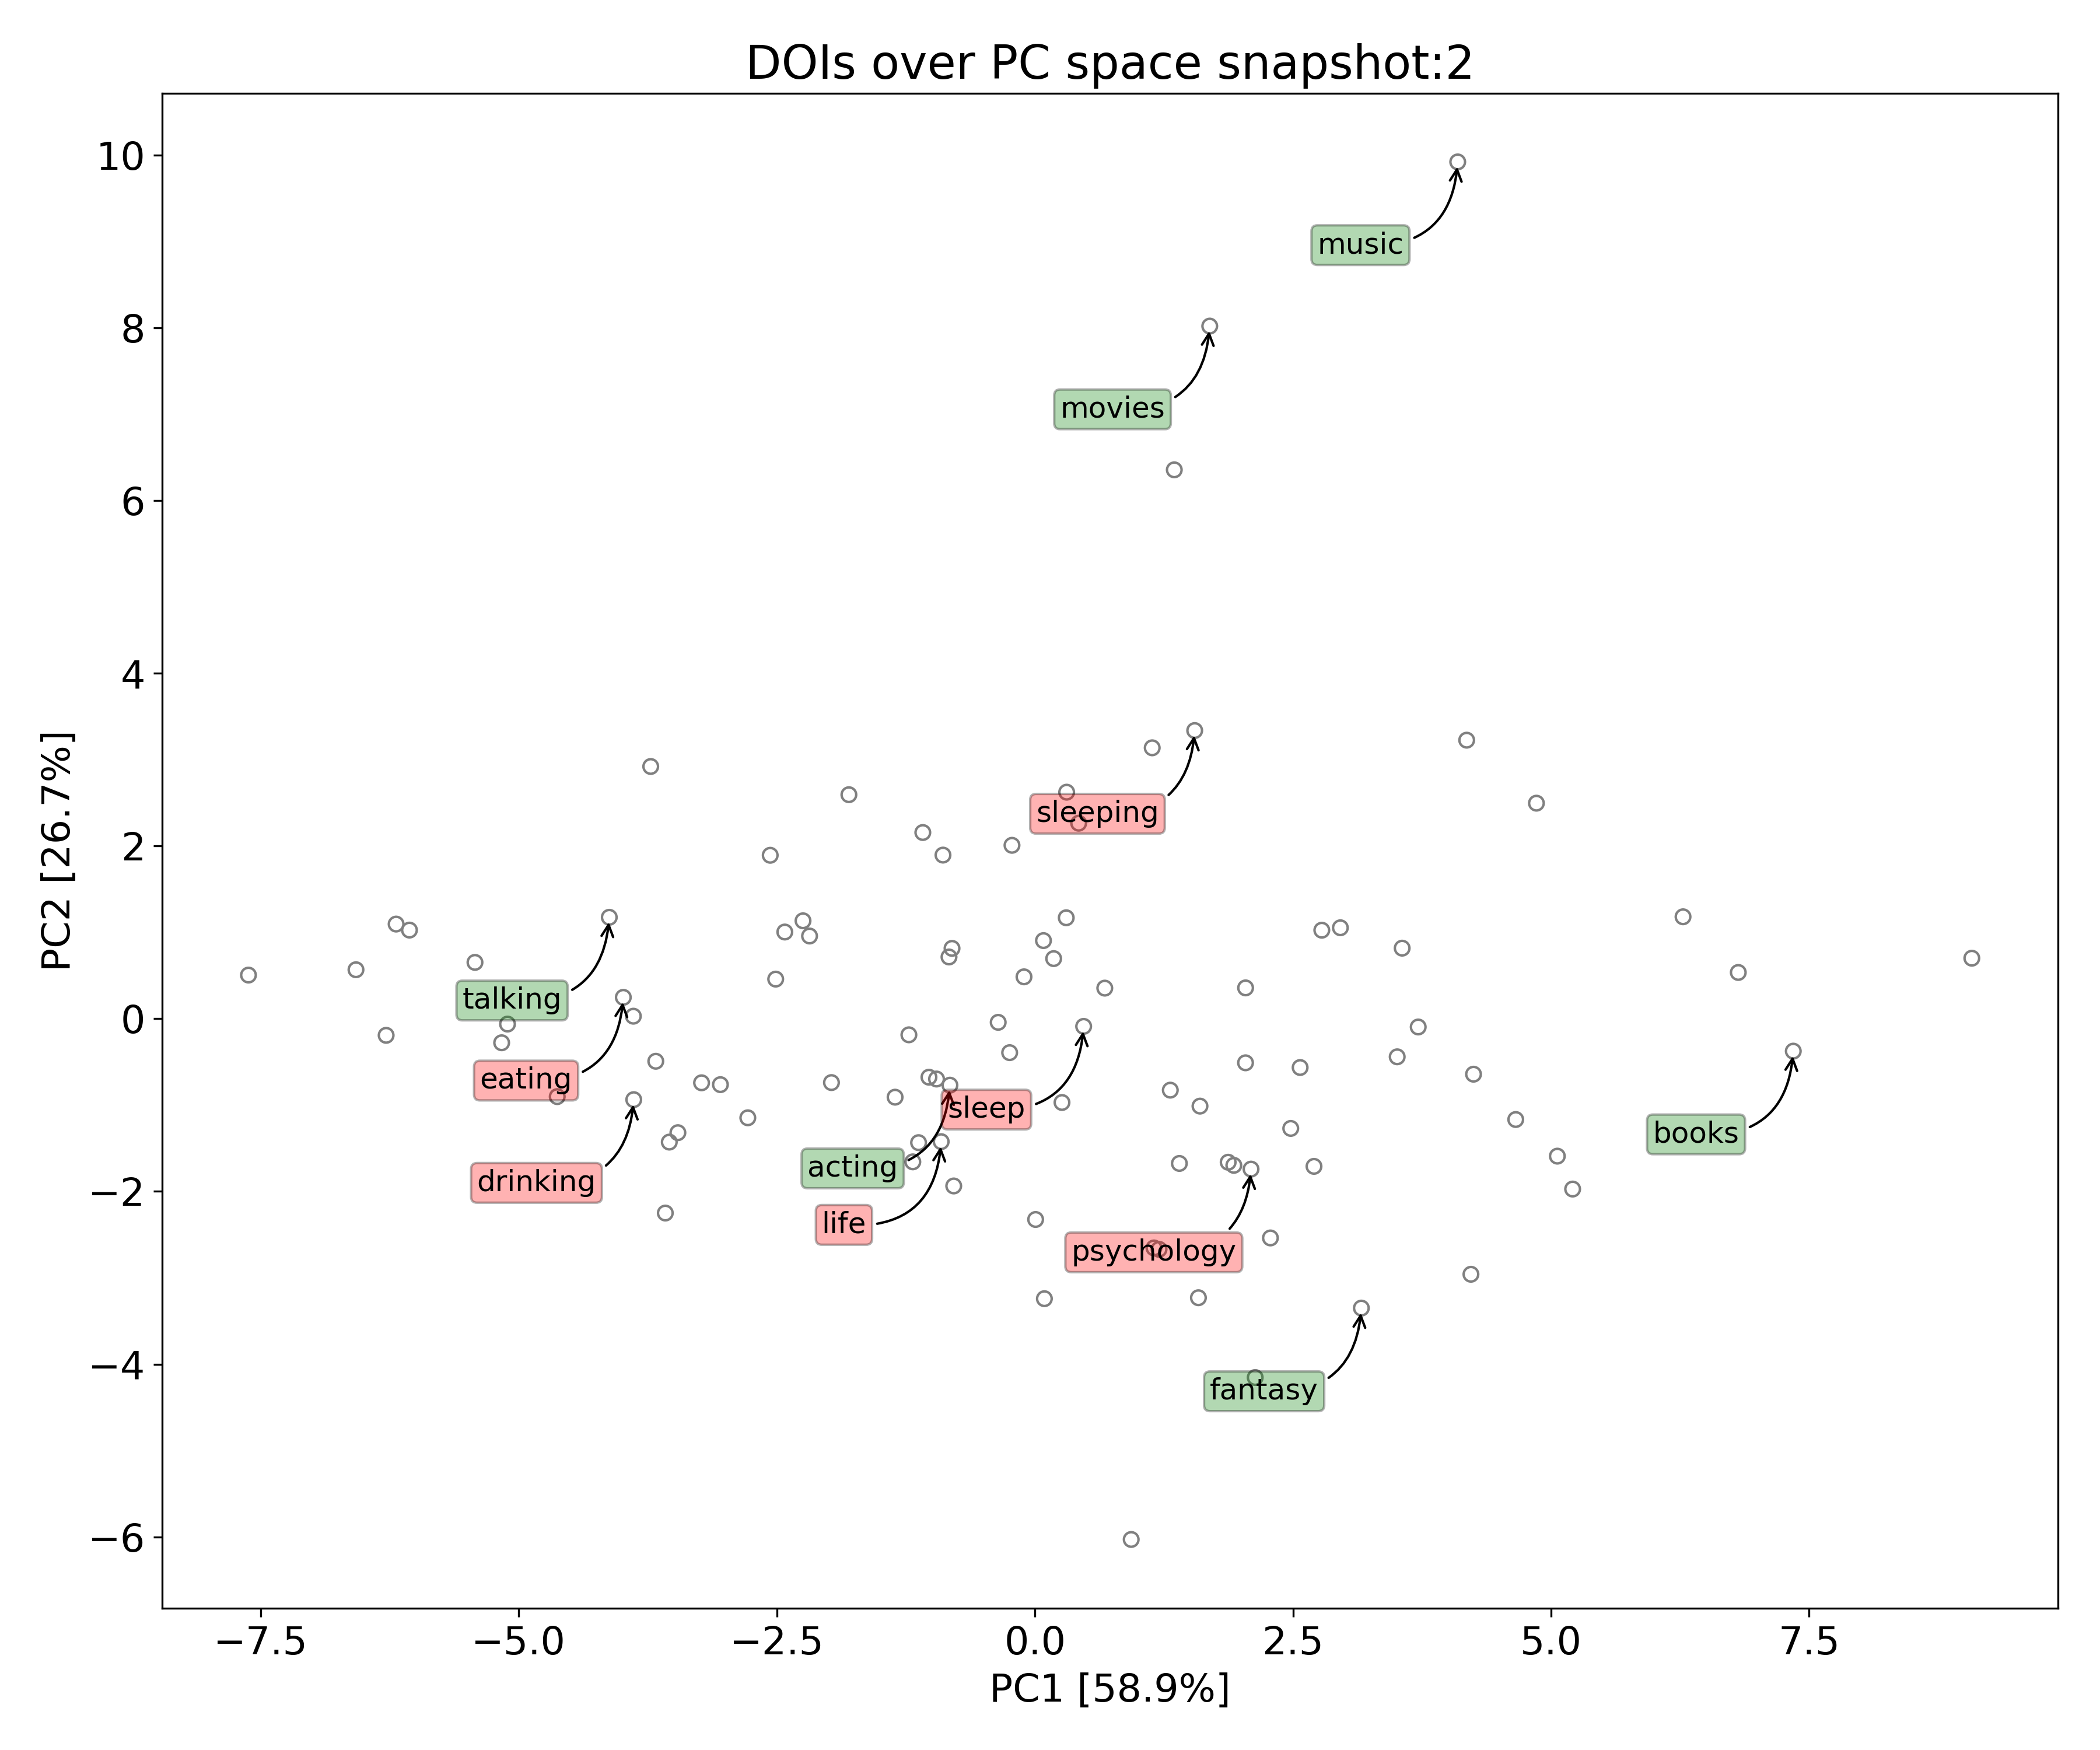 DOIs over PC space snapshot:2
10
8
6
4
2
0
−2
−4
−6
PC2 [26.7%]
music
movies
sleeping
talking
eating
sleep
books
acting
drinking
life
psychology
fantasy
−7.5 −5.0 −2.5 0.0 2.5 5.0 7.5
PC1 [58.9%]